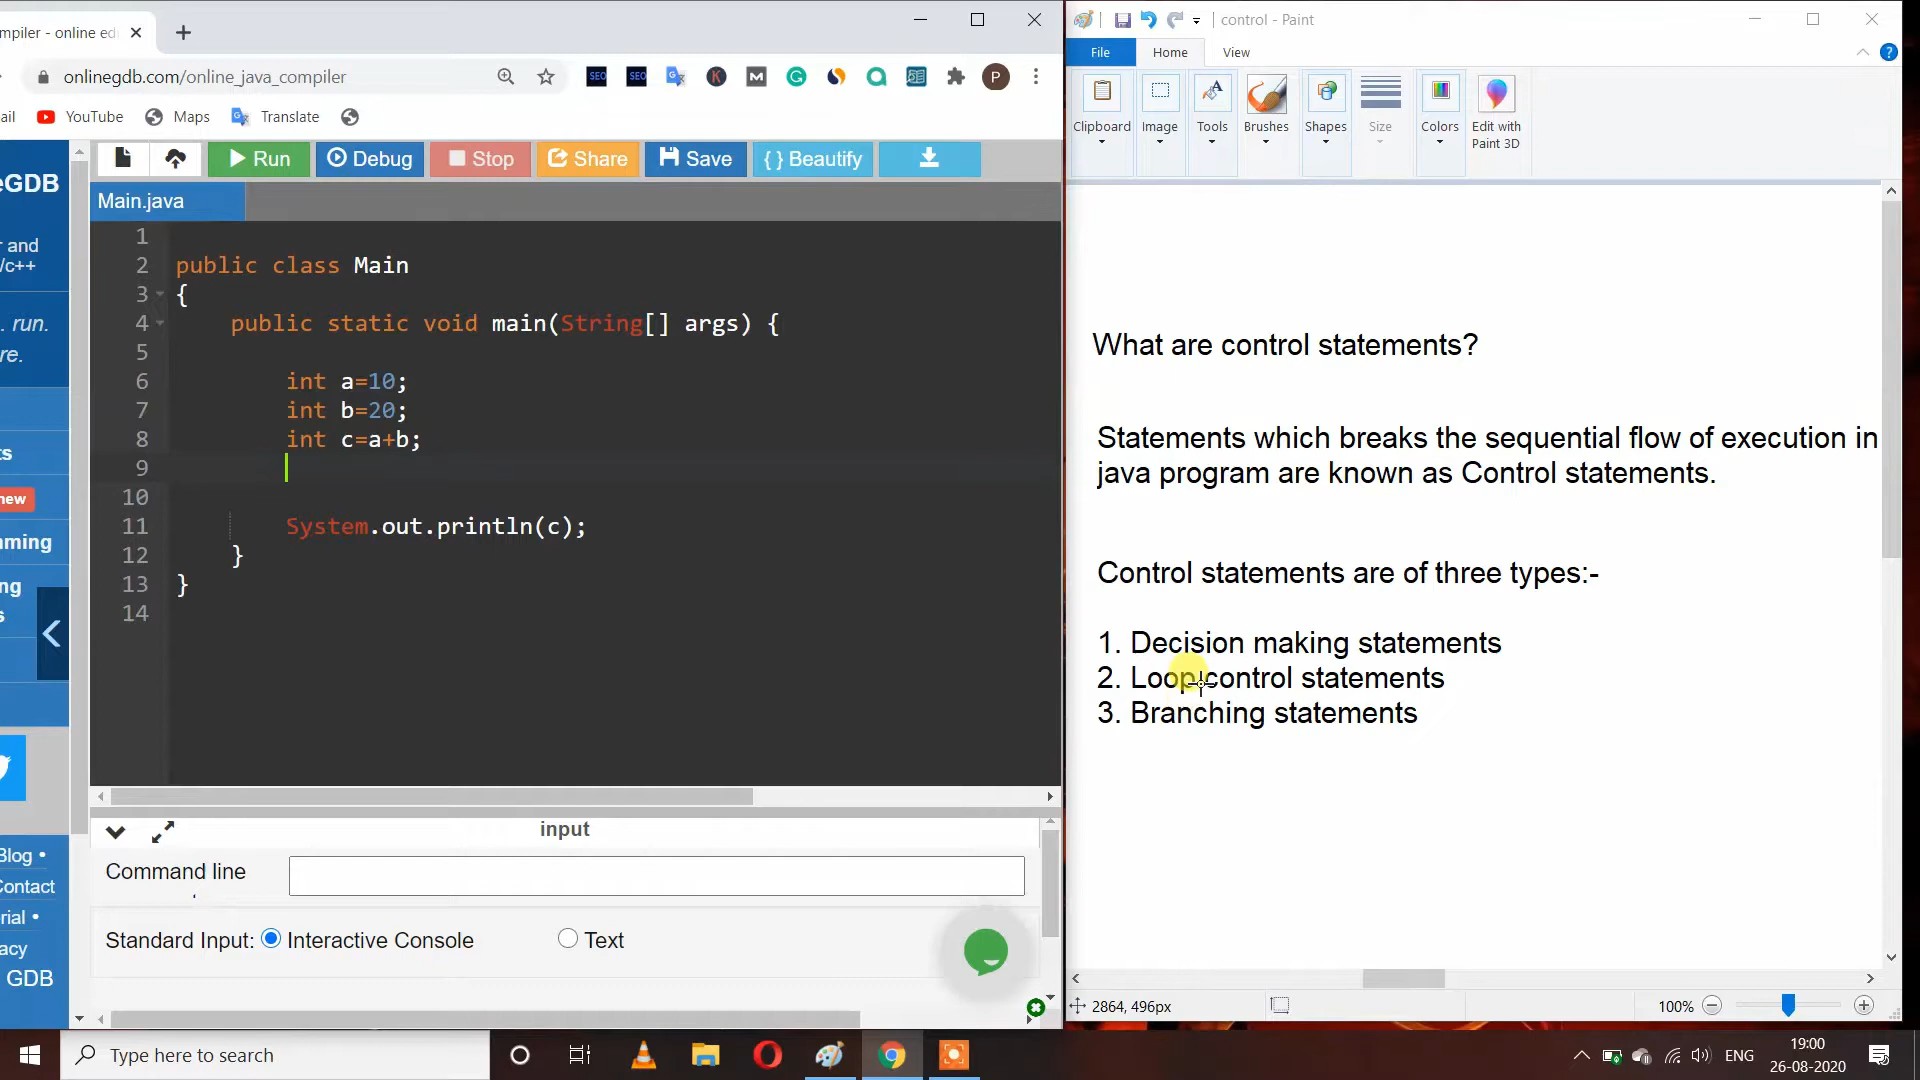 mpiler - online ed
control - Paint
File
Home
View
onlinegdb.com/online_java_compiler
SEO
SEO
P
ail
YouTube
Maps
Translate
Clipboard
Image
Tools
Brushes
Shapes
Size
Colors
Edit with
Paint 3D
Run
Debug
Stop
Share
Save
{ } Beautify
eGDB
r and
/c++
. run.
re.
ts
new
ming
ng
s
Blog •
Contact
rial •
acy
GDB
Main.java
1
2 public class Main
3 {
4 public static void main(String[] args) {
5
6 int a=10;
7 int b=20;
8 int c=a+b;
9
10
11 System.out.println(c);
12 }
13 }
14
What are control statements?
Statements which breaks the sequential flow of execution in
java program are known as Control statements.
Control statements are of three types:-
1. Decision making statements
2. Loop control statements
3. Branching statements
input
Command line
Standard Input: Interactive Console Text
2864, 496px
100%
Type here to search
ENG
19:00
26-08-2020